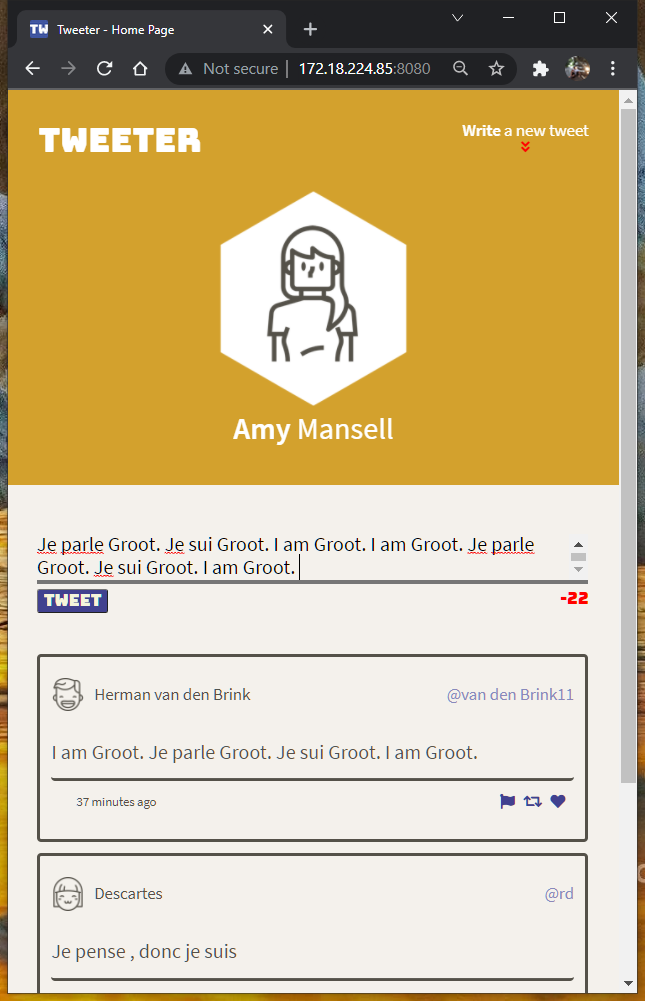 TW Tweeter - Home Page
Not secure | 172.18.224.85:8080
TWEETER
Write a new tweet
Amy Mansell
Je parle Groot. Je sui Groot. I am Groot. I am Groot. Je parle
Groot. Je sui Groot. I am Groot.
TWEET
-22
Herman van den Brink
@van den Brink11
I am Groot. Je parle Groot. Je sui Groot. I am Groot.
37 minutes ago
Descartes
@rd
Je pense , donc je suis